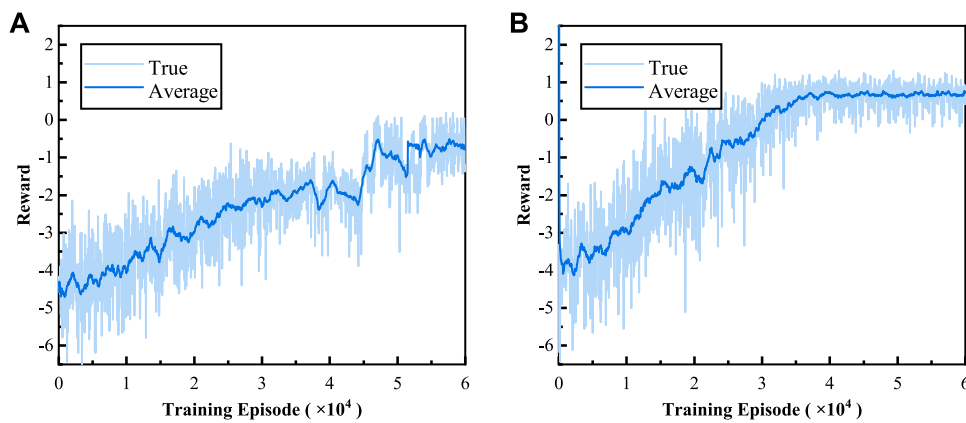 A
2
1
0
-1
-2
-3
-4
-5
-6
Reward
True
Average
0 1 2 3 4 5 6
Training Episode ( ×10⁴ )
B
2
1
0
-1
-2
-3
-4
-5
-6
Reward
True
Average
0 1 2 3 4 5 6
Training Episode ( ×10⁴ )